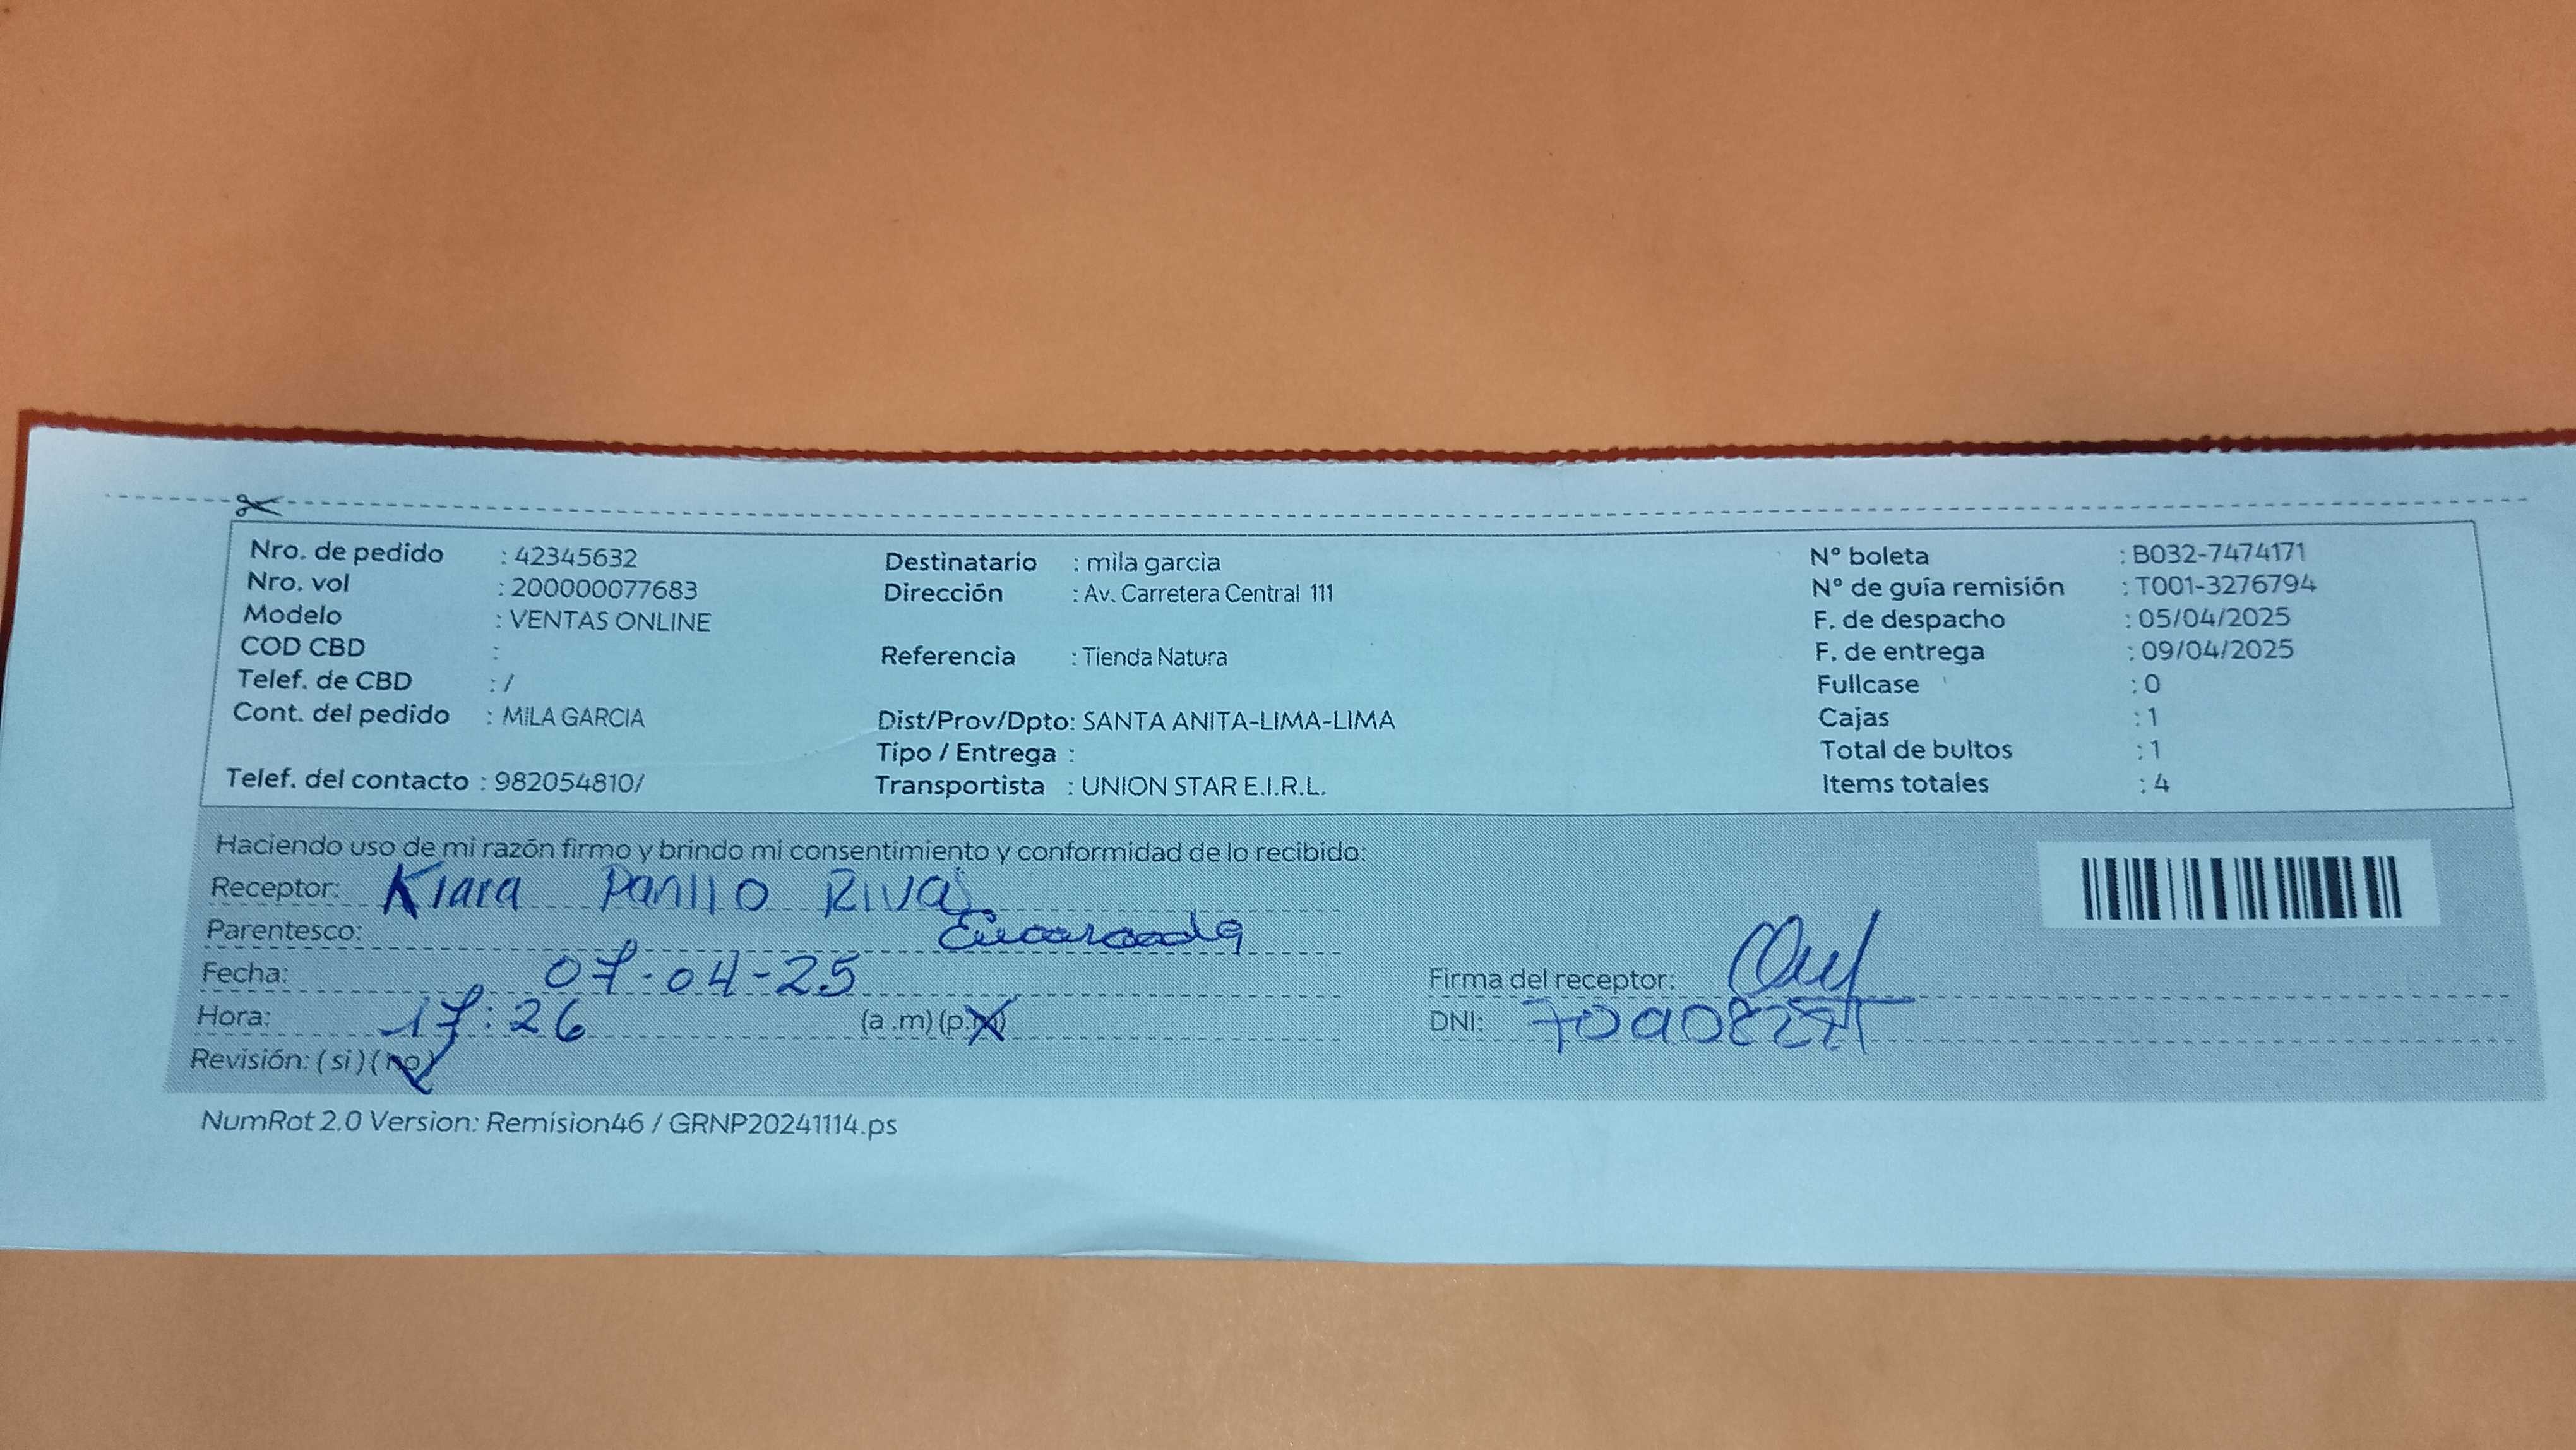 Nro. de pedido : 42345632
Nro. vol : 200000077683
Modelo : VENTAS ONLINE
COD CBD :
Telef. de CBD : /
Cont. del pedido : MILA GARCIA
Telef. del contacto : 982054810/
Destinatario : mila garcia
Dirección : Av. Carretera Central 111
Referencia : Tienda Natura
Dist/Prov/Dpto: SANTA ANITA-LIMA-LIMA
Tipo / Entrega :
Transportista : UNION STAR E.I.R.L.
N° boleta : B032-7474171
N° de guía remisión : T001-3276794
F. de despacho : 05/04/2025
F. de entrega : 09/04/2025
Fullcase : 0
Cajas : 1
Total de bultos : 1
Items totales : 4
Haciendo uso de mi razón firmo y brindo mi consentimiento y conformidad de lo recibido:
Receptor: Kiara Rivas
Parentesco: Encargada
Fecha: 07-04-25
Hora: 17:26 (a.m) (p.m)
Revisión: (si) (no)
Firma del receptor:
DNI:
NumRot 2.0 Version: Remision46 / GRNP20241114.ps